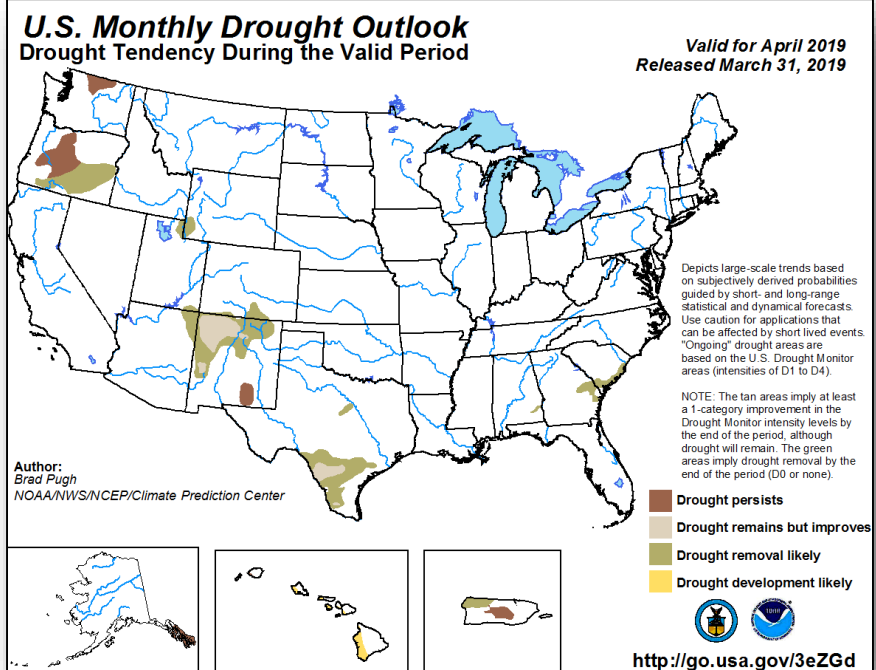 U.S. Monthly Drought Outlook
Drought Tendency During the Valid Period
Valid for April 2019
Released March 31, 2019
Depicts large-scale trends based
on subjectively derived probabilities
guided by short- and long-range
statistical and dynamical forecasts.
Use caution for applications that
can be affected by short lived events.
"Ongoing" drought areas are
based on the U.S. Drought Monitor
areas (intensities of D1 to D4).
NOTE: The tan areas imply at least
a 1-category improvement in the
Drought Monitor intensity levels by
the end of the period, although
drought will remain. The green
areas imply drought removal by the
end of the period (D0 or none).
Author:
Brad Pugh
NOAA/NWS/NCEP/Climate Prediction Center
Drought persists
Drought remains but improves
Drought removal likely
Drought development likely
http://go.usa.gov/3eZGd